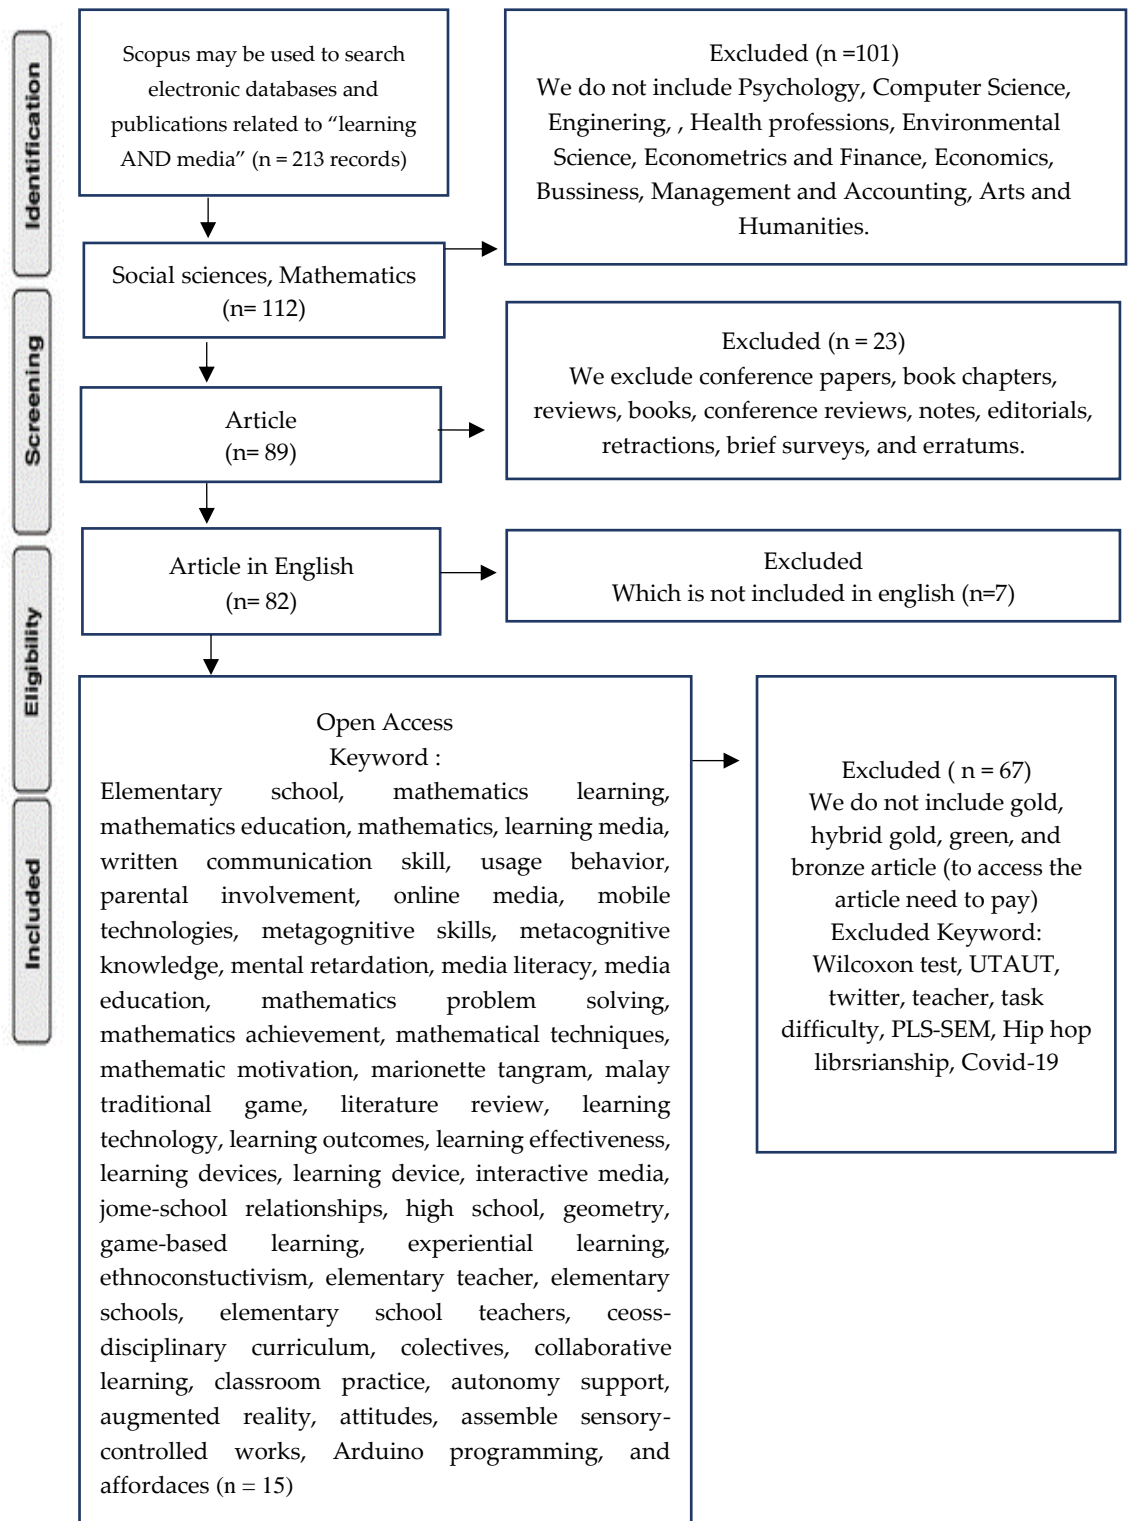 Identification
Scopus may be used to search
electronic databases and
publications related to “learning
AND media” (n = 213 records)
Excluded (n =101)
We do not include Psychology, Computer Science,
Enginering, , Health professions, Environmental
Science, Econometrics and Finance, Economics,
Bussiness, Management and Accounting, Arts and
Humanities.
Social sciences, Mathematics
(n= 112)
Screening
Article
(n= 89)
Excluded (n = 23)
We exclude conference papers, book chapters,
reviews, books, conference reviews, notes, editorials,
retractions, brief surveys, and erratums.
Eligibility
Article in English
(n= 82)
Excluded
Which is not included in english (n=7)
Included
Open Access
Keyword :
Elementary school, mathematics learning,
mathematics education, mathematics, learning media,
written communication skill, usage behavior,
parental involvement, online media, mobile
technologies, metagognitive skills, metacognitive
knowledge, mental retardation, media literacy, media
education, mathematics problem solving,
mathematics achievement, mathematical techniques,
mathematic motivation, marionette tangram, malay
traditional game, literature review, learning
technology, learning outcomes, learning effectiveness,
learning devices, learning device, interactive media,
jome-school relationships, high school, geometry,
game-based learning, experiential learning,
ethnoconstuctivism, elementary teacher, elementary
schools, elementary school teachers, ceoss-
disciplinary curriculum, colectives, collaborative
learning, classroom practice, autonomy support,
augmented reality, attitudes, assemble sensory-
controlled works, Arduino programming, and
affordaces (n = 15)
Excluded ( n = 67)
We do not include gold,
hybrid gold, green, and
bronze article (to access the
article need to pay)
Excluded Keyword:
Wilcoxon test, UTAUT,
twitter, teacher, task
difficulty, PLS-SEM, Hip hop
librsrianship, Covid-19